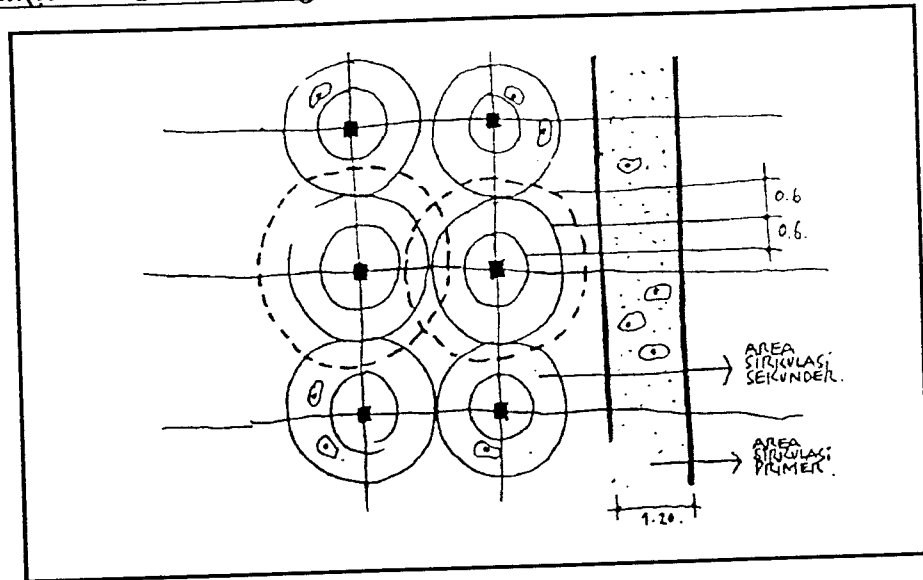 0.6
0.6.
AREA
SIRKULASI
SEKUNDER.
AREA
SIRKULASI
PRIMER.
1.20.